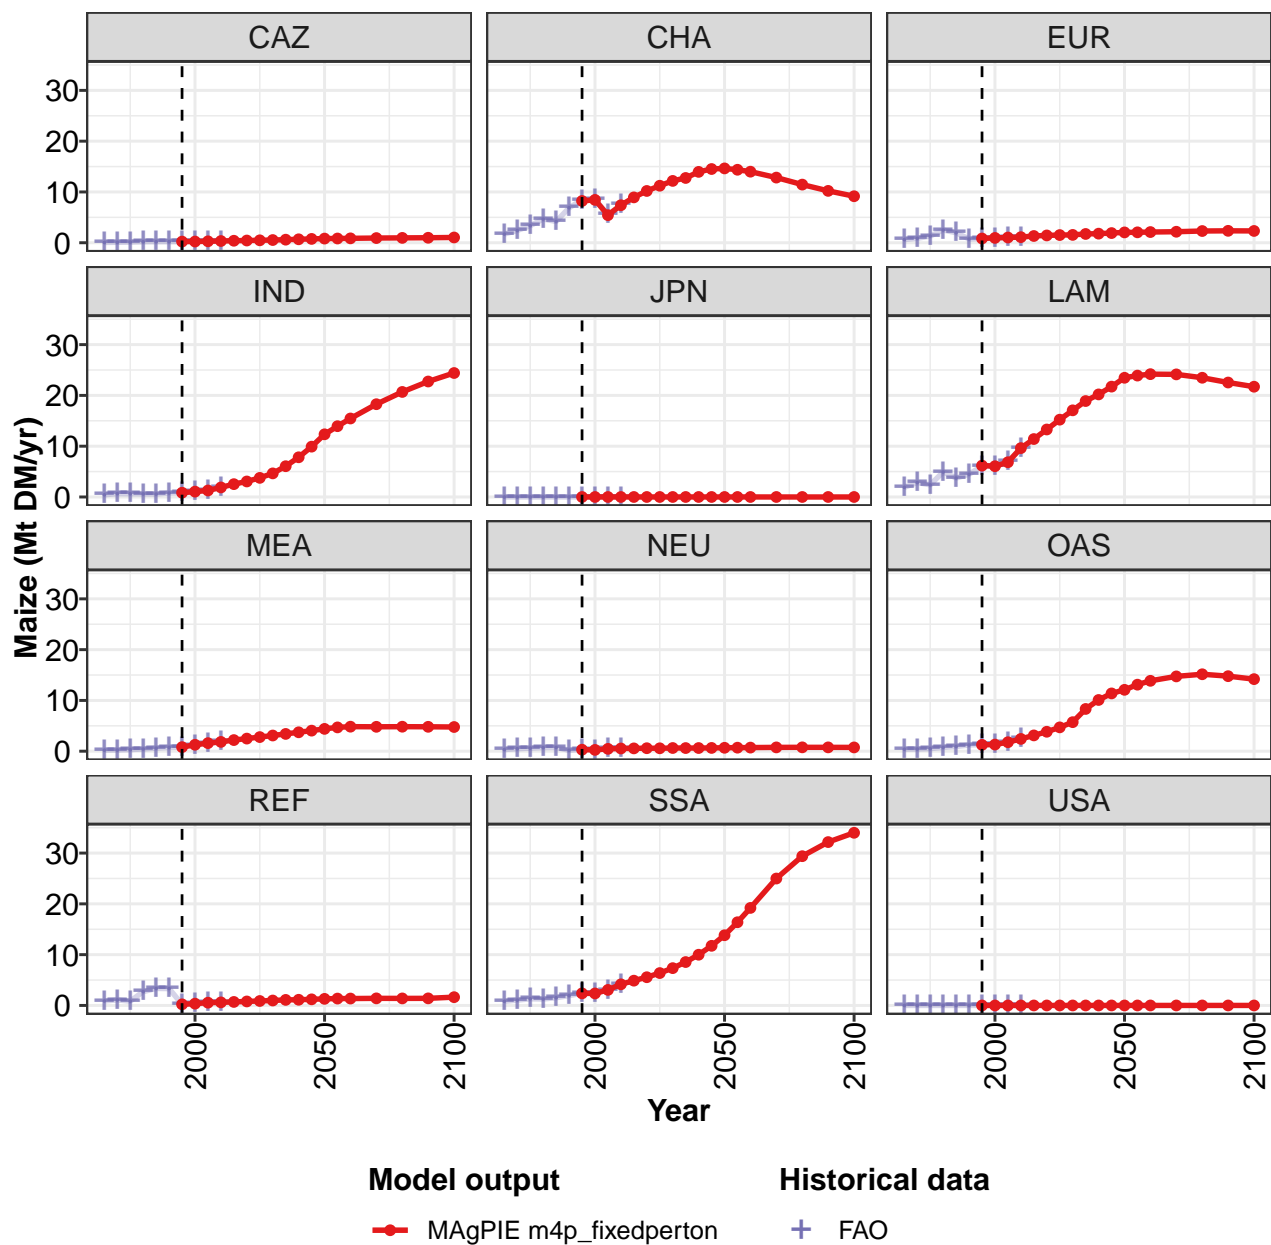 CAZ CHA EUR
30
20
10
0
IND JPN LAM
30
20
10
0
MEA NEU OAS
30
20
10
0
REF SSA USA
30
20
10
0
Maize (Mt DM/yr)
2000 2050 2100 2000 2050 2100 2000 2050 2100
Year
Model output Historical data
MAgPIE m4p_fixedperton FAO